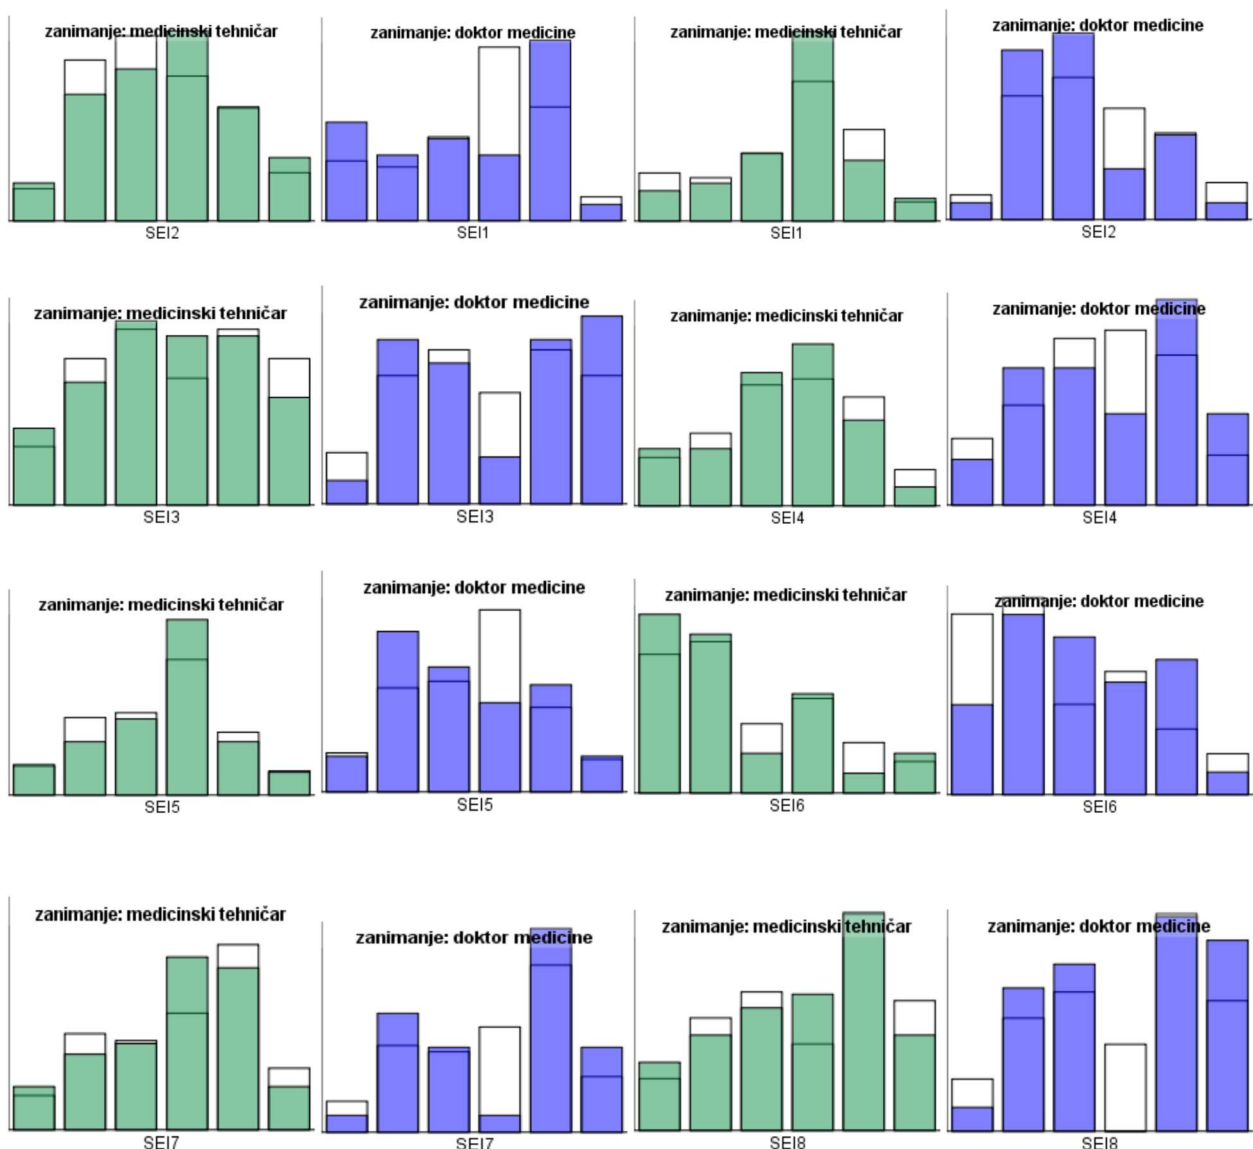 zanimanje: medicinski tehničar
SEI2
zanimanje: doktor medicine
SEI1
zanimanje: medicinski tehničar
SEI1
zanimanje: doktor medicine
SEI2
zanimanje: medicinski tehničar
SEI3
zanimanje: doktor medicine
SEI3
zanimanje: medicinski tehničar
SEI4
zanimanje: doktor medicine
SEI4
zanimanje: medicinski tehničar
SEI5
zanimanje: doktor medicine
SEI5
zanimanje: medicinski tehničar
SEI6
zanimanje: doktor medicine
SEI6
zanimanje: medicinski tehničar
SEI7
zanimanje: doktor medicine
SEI7
zanimanje: medicinski tehničar
SEI8
zanimanje: doktor medicine
SEI8